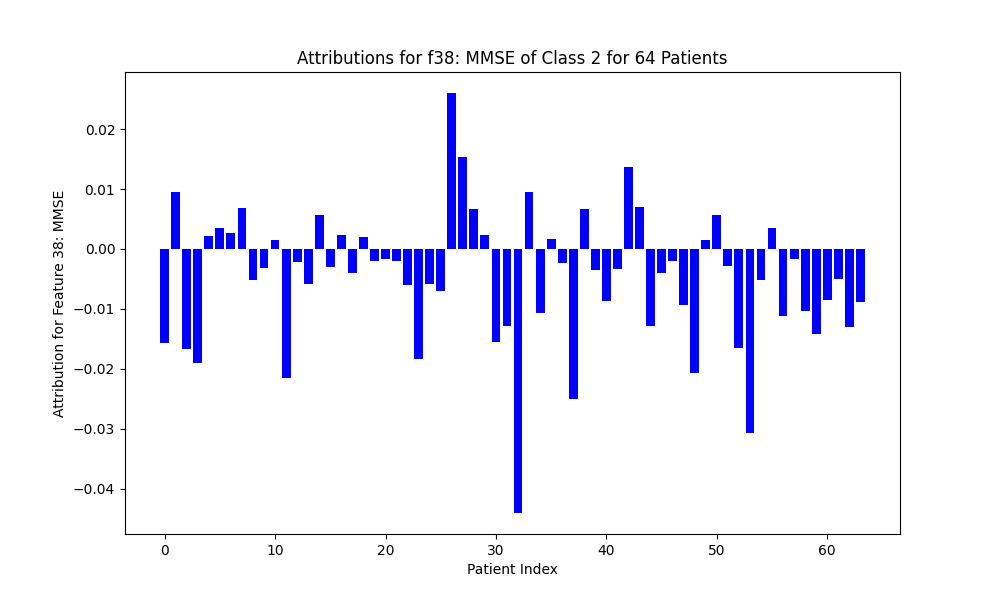 Attributions for f38: MMSE of Class 2 for 64 Patients
Attribution for Feature 38: MMSE
0.02
0.01
0.00
−0.01
−0.02
−0.03
−0.04
0 10 20 30 40 50 60
Patient Index